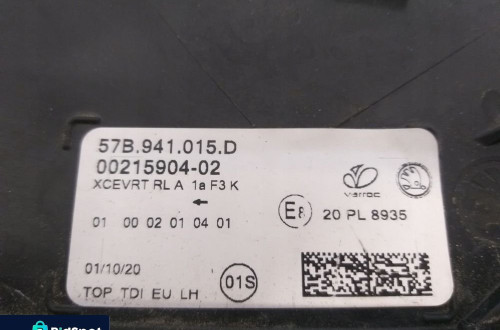 57B.941.015.D
00215904-02
XCEVRT RL A 1a F3 K
varroc
01 00 02 01 04 01
E8 20 PL 8935
01/10/20
01S
TOP TDI EU LH
BidSpot